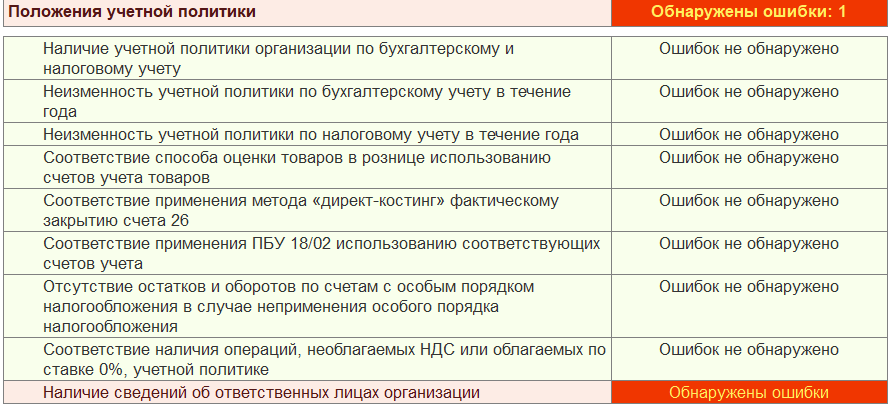 Положения учетной политики
Обнаружены ошибки: 1
Наличие учетной политики организации по бухгалтерскому и
налоговому учету
Ошибок не обнаружено
Неизменность учетной политики по бухгалтерскому учету в течение
года
Ошибок не обнаружено
Неизменность учетной политики по налоговому учету в течение года
Ошибок не обнаружено
Соответствие способа оценки товаров в рознице использованию
счетов учета товаров
Ошибок не обнаружено
Соответствие применения метода «директ-костинг» фактическому
закрытию счета 26
Ошибок не обнаружено
Соответствие применения ПБУ 18/02 использованию соответствующих
счетов учета
Ошибок не обнаружено
Отсутствие остатков и оборотов по счетам с особым порядком
налогообложения в случае неприменения особого порядка
налогообложения
Ошибок не обнаружено
Соответствие наличия операций, необлагаемых НДС или облагаемых по
ставке 0%, учетной политике
Ошибок не обнаружено
Наличие сведений об ответственных лицах организации
Обнаружены ошибки